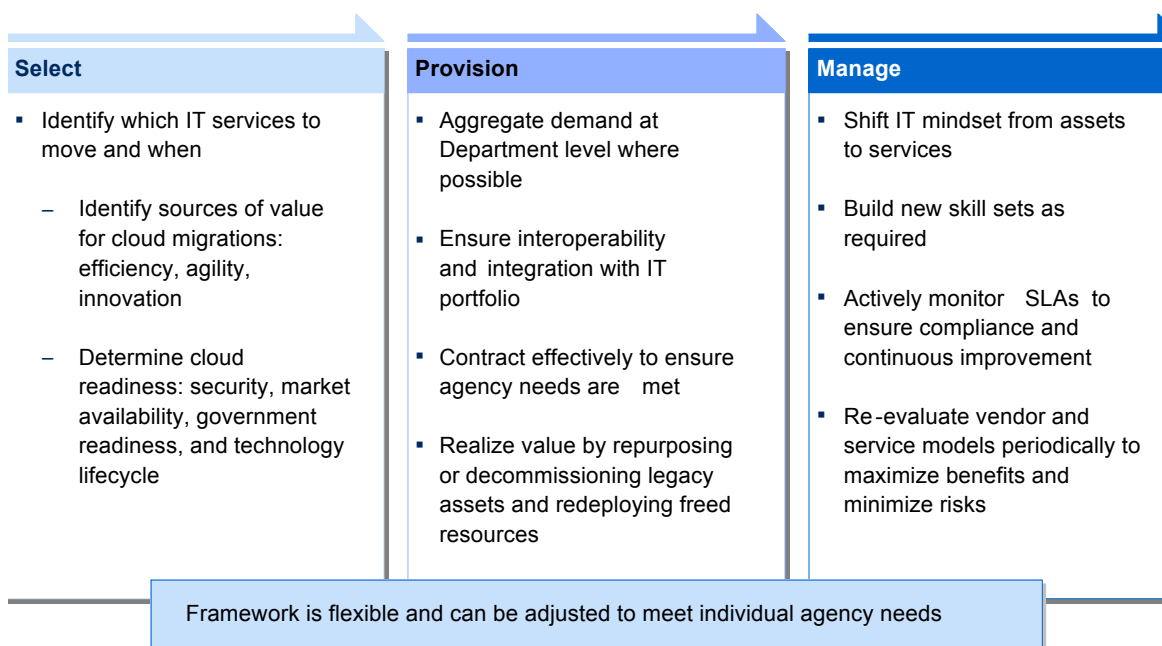 Select
▪ Identify which IT services to
move and when
– Identify sources of value
for cloud migrations:
efficiency, agility,
innovation
– Determine cloud
readiness: security, market
availability, government
readiness, and technology
lifecycle
Provision
▪ Aggregate demand at
Department level where
possible
▪ Ensure interoperability
and integration with IT
portfolio
▪ Contract effectively to ensure
agency needs are met
▪ Realize value by repurposing
or decommissioning legacy
assets and redeploying freed
resources
Manage
▪ Shift IT mindset from assets
to services
▪ Build new skill sets as
required
▪ Actively monitor SLAs to
ensure compliance and
continuous improvement
▪ Re-evaluate vendor and
service models periodically to
maximize benefits and
minimize risks
Framework is flexible and can be adjusted to meet individual agency needs